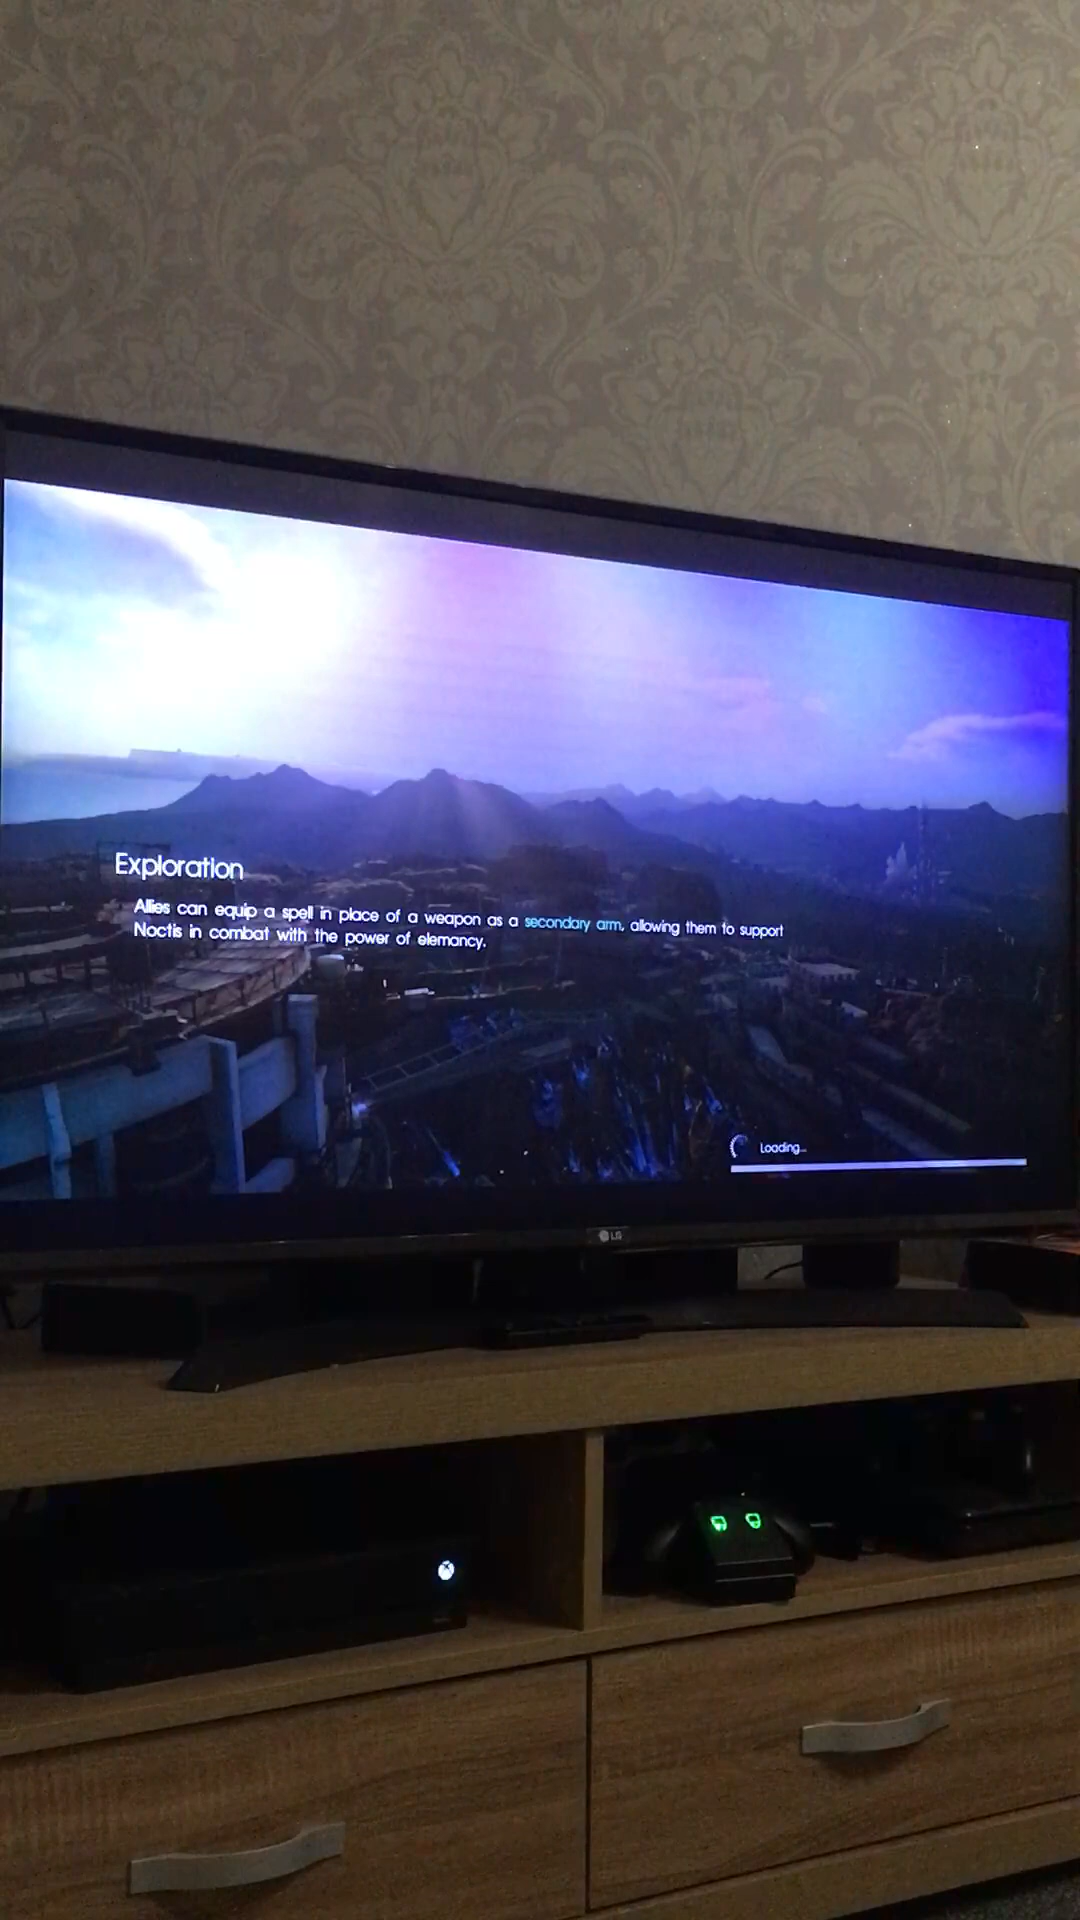 Exploration
Allies can equip a spell in place of a weapon as a secondary arm, allowing them to support
Noctis in combat with the power of elemancy.
Loading...
LG